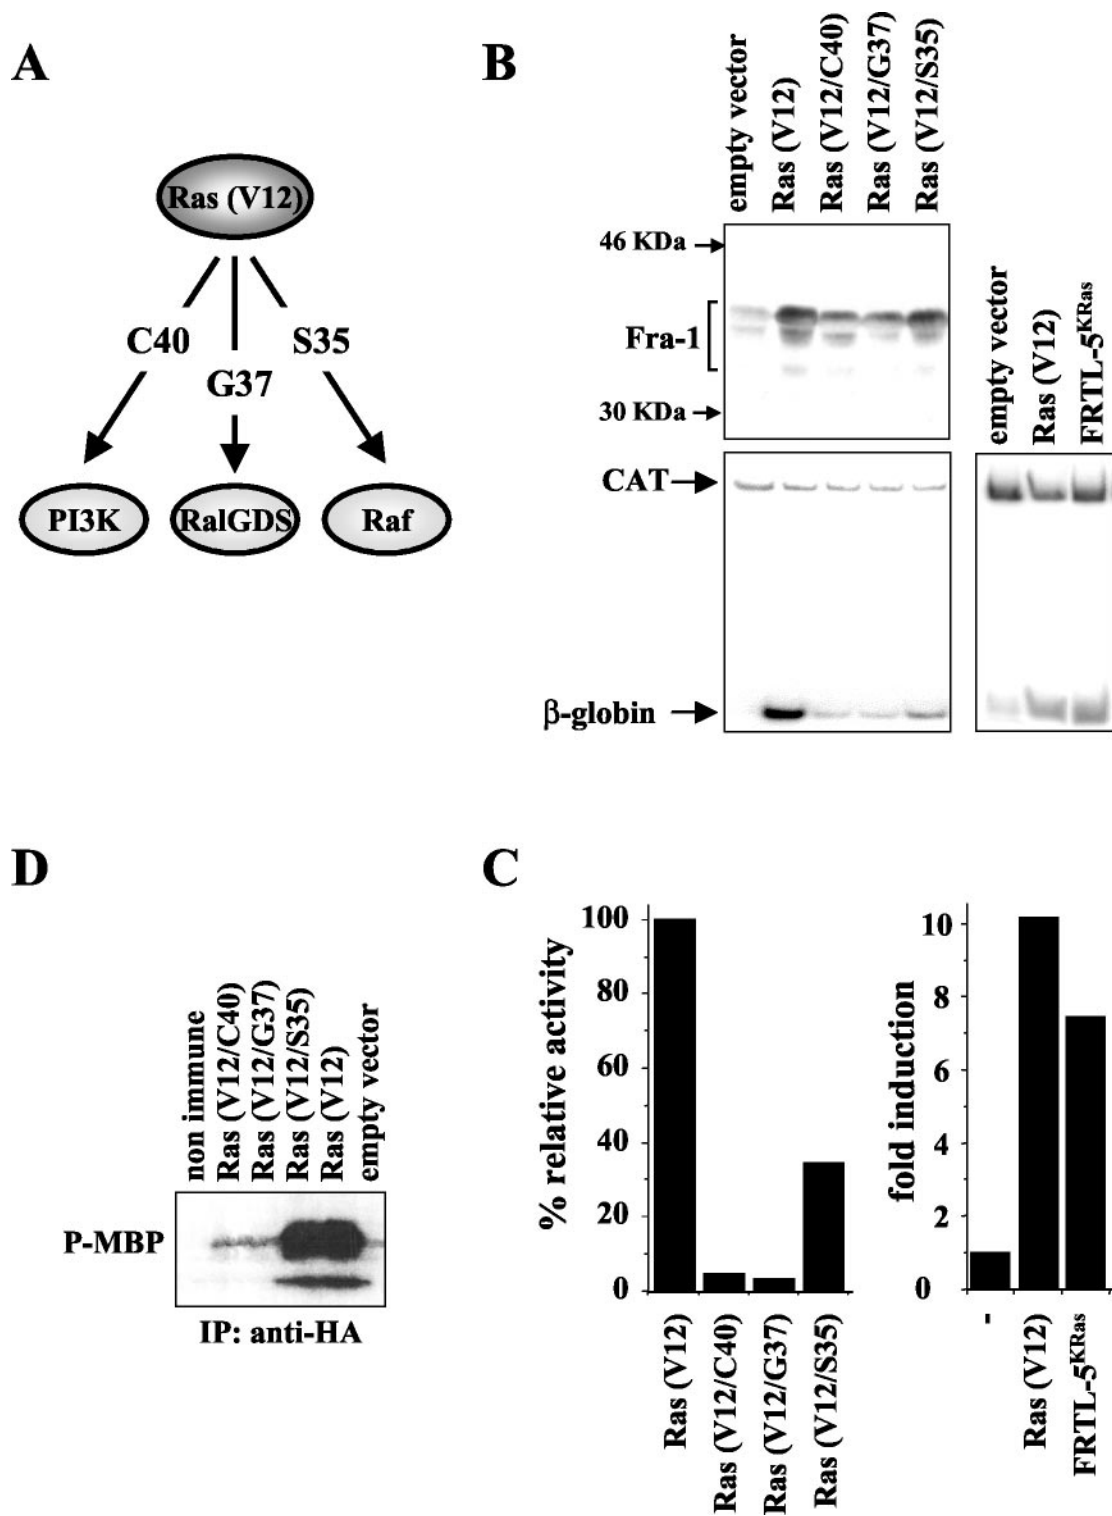 A
Ras (V12)
C40
S35
G37
PI3K
RalGDS
Raf
B
empty vector
Ras (V12)
Ras (V12/C40)
Ras (V12/G37)
Ras (V12/S35)
46 KDa
Fra-1
30 KDa
CAT
β-globin
empty vector
Ras (V12)
FRTL-5KRas
D
non immune
Ras (V12/C40)
Ras (V12/G37)
Ras (V12/S35)
Ras (V12)
empty vector
P-MBP
IP: anti-HA
C
% relative activity
100
80
60
40
20
0
Ras (V12)
Ras (V12/C40)
Ras (V12/G37)
Ras (V12/S35)
fold induction
10
8
6
4
2
0
-
Ras (V12)
FRTL-5KRas